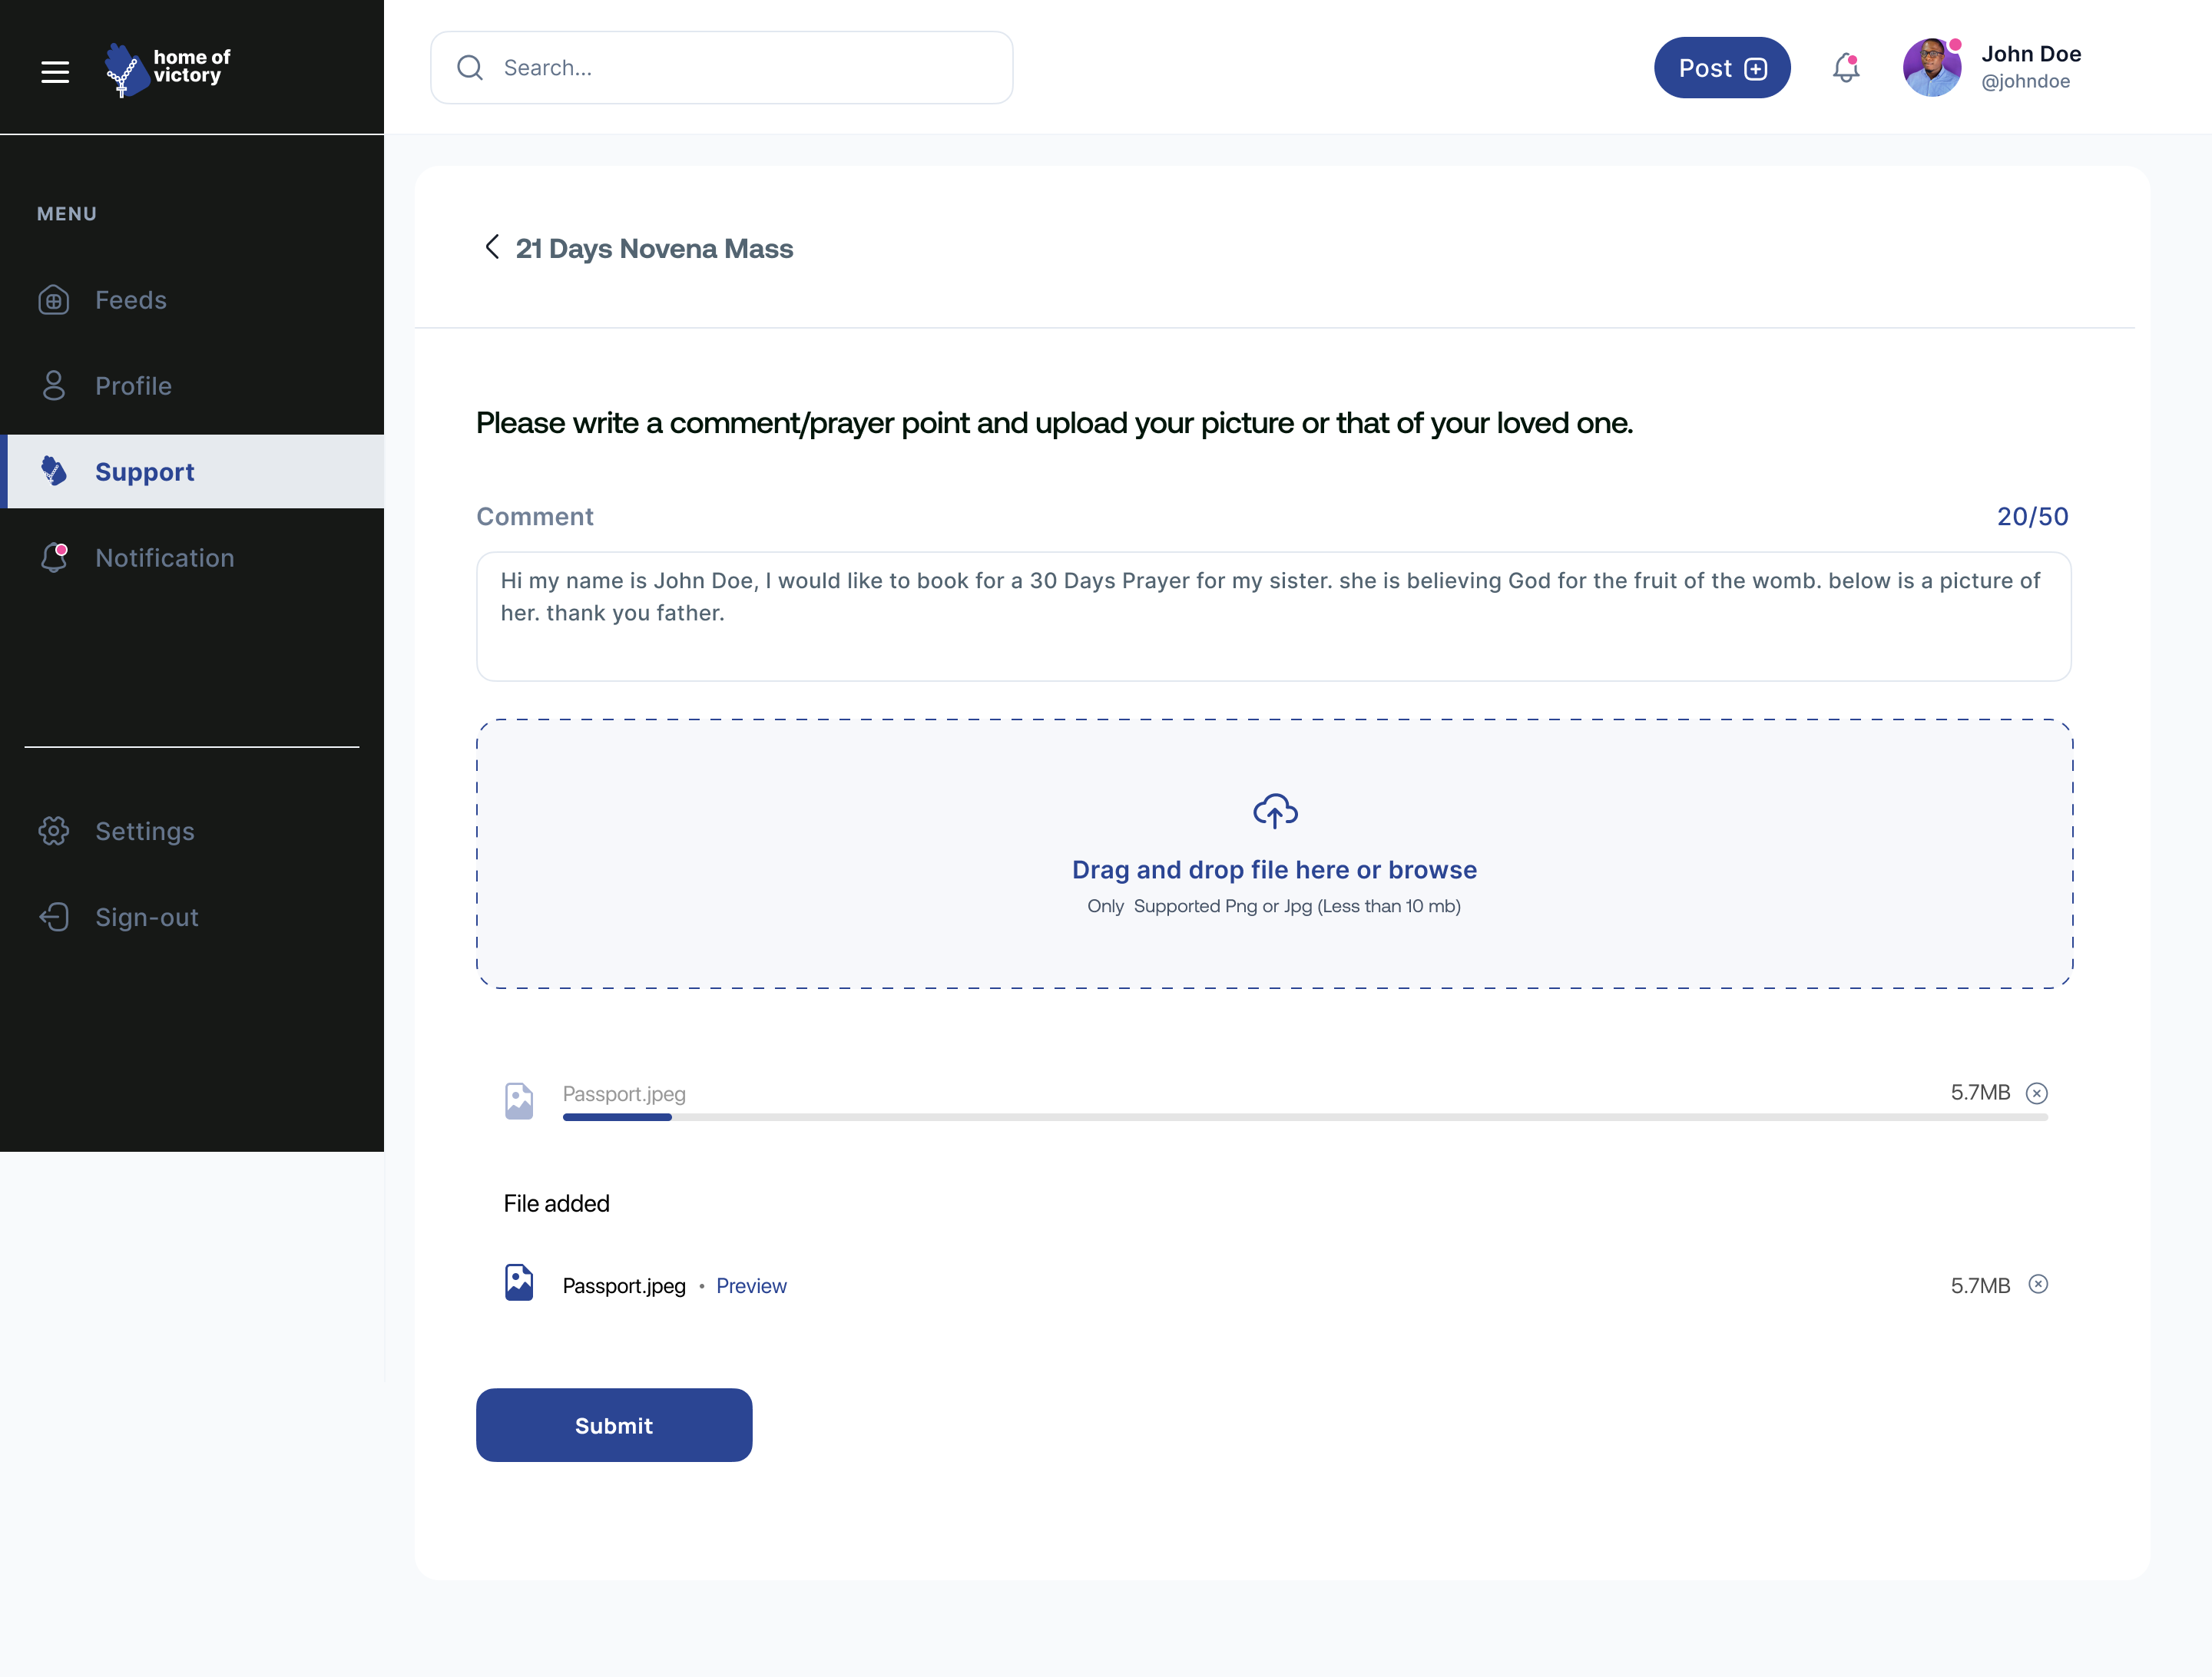 home of
victory
Search...
Post
John Doe
@johndoe
MENU
Feeds
Profile
Support
Notification
Settings
Sign-out
21 Days Novena Mass
Please write a comment/prayer point and upload your picture or that of your loved one.
Comment
20/50
Hi my name is John Doe, I would like to book for a 30 Days Prayer for my sister. she is believing God for the fruit of the womb. below is a picture of
her. thank you father.
Drag and drop file here or browse
Only Supported Png or Jpg (Less than 10 mb)
Passport.jpeg
5.7MB
File added
Passport.jpeg • Preview
5.7MB
Submit